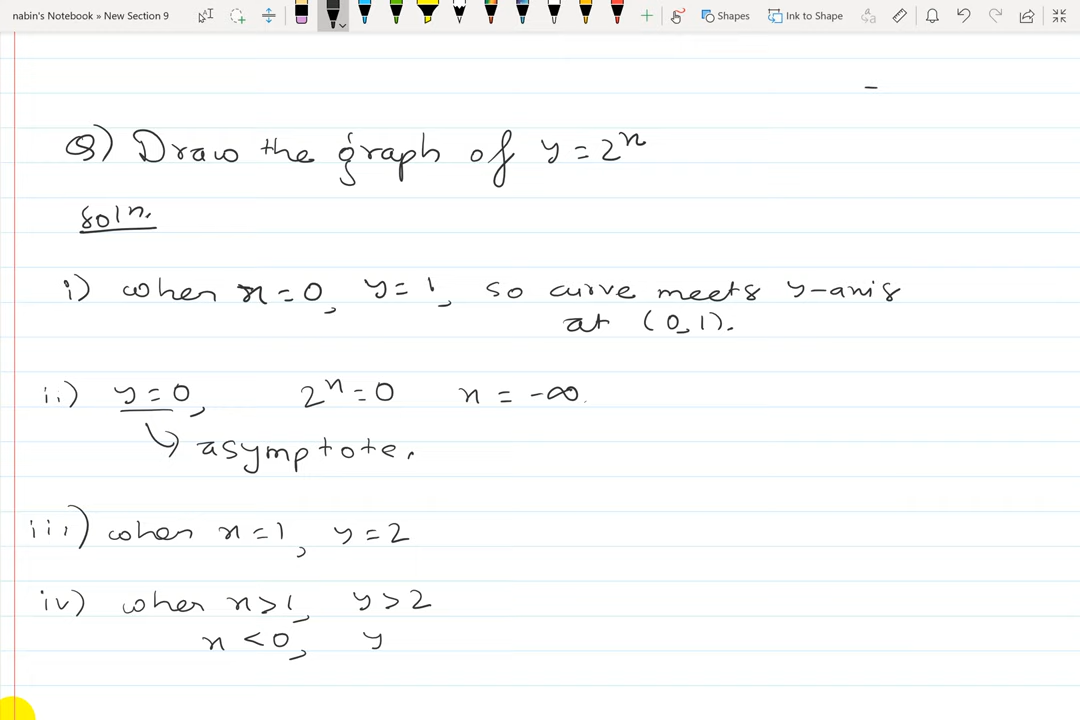 nabin's Notebook » New Section 9
Shapes
Ink to Shape
Q) Draw the graph of y = 2^x
Soln.
i) when x = 0, y = 1, so curve meets y-axis
at (0,1).
ii) y = 0, 2^x = 0 x = -∞.
↳ asymptote.
iii) when x = 1, y = 2
iv) when x > 1, y > 2
x < 0, y